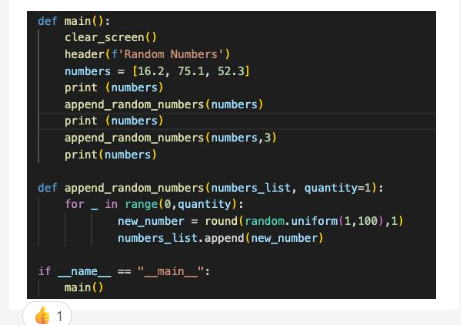 def main():
    clear_screen()
    header(f'Random Numbers')
    numbers = [16.2, 75.1, 52.3]
    print (numbers)
    append_random_numbers(numbers)
    print (numbers)
    append_random_numbers(numbers,3)
    print(numbers)

def append_random_numbers(numbers_list, quantity=1):
    for _ in range(0,quantity):
            new_number = round(random.uniform(1,100),1)
            numbers_list.append(new_number)

if __name__ == "__main__":
    main()
1